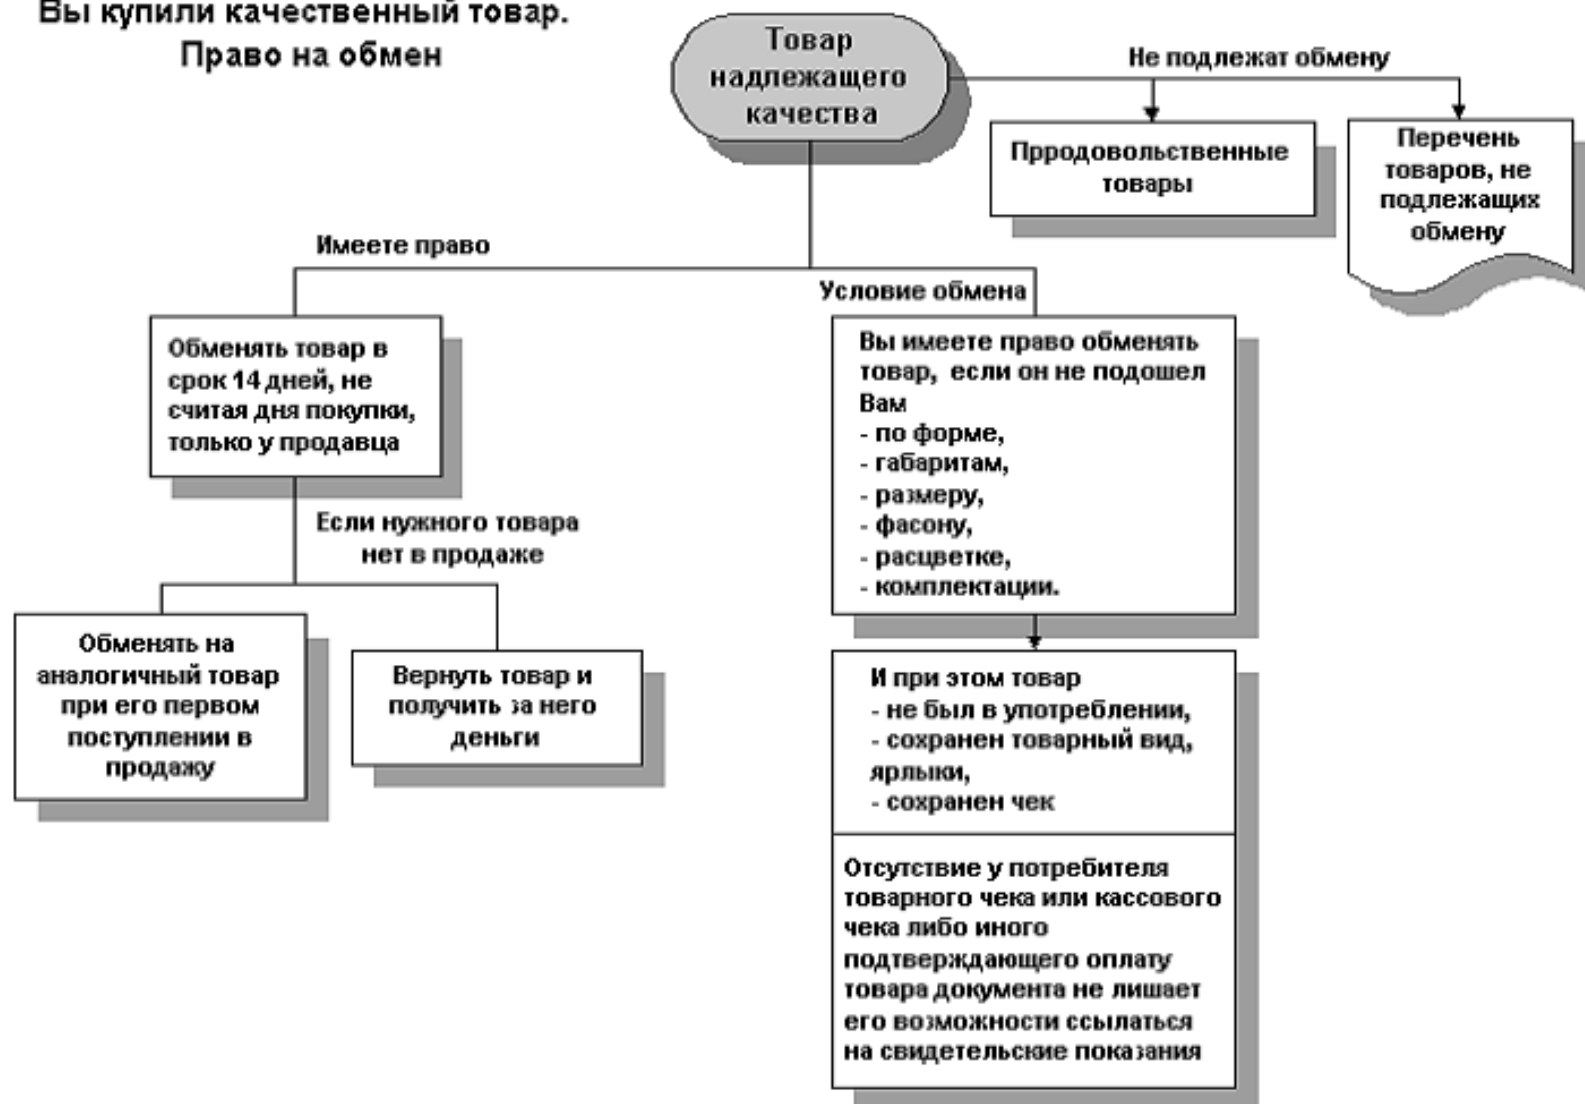 Вы купили качественный товар.
Право на обмен
Товар
надлежащего
качества
Не подлежат обмену
Прродовольственные
товары
Перечень
товаров, не
подлежащих
обмену
Имеете право
Обменять товар в
срок 14 дней, не
считая дня покупки,
только у продавца
Если нужного товара
нет в продаже
Обменять на
аналогичный товар
при его первом
поступлении в
продажу
Вернуть товар и
получить за него
деньги
Условие обмена
Вы имеете право обменять
товар, если он не подошел
Вам
- по форме,
- габаритам,
- размеру,
- фасону,
- расцветке,
- комплектации.
И при этом товар
- не был в употреблении,
- сохранен товарный вид,
ярлыки,
- сохранен чек
Отсутствие у потребителя
товарного чека или кассового
чека либо иного
подтверждающего оплату
товара документа не лишает
его возможности ссылаться
на свидетельские показания